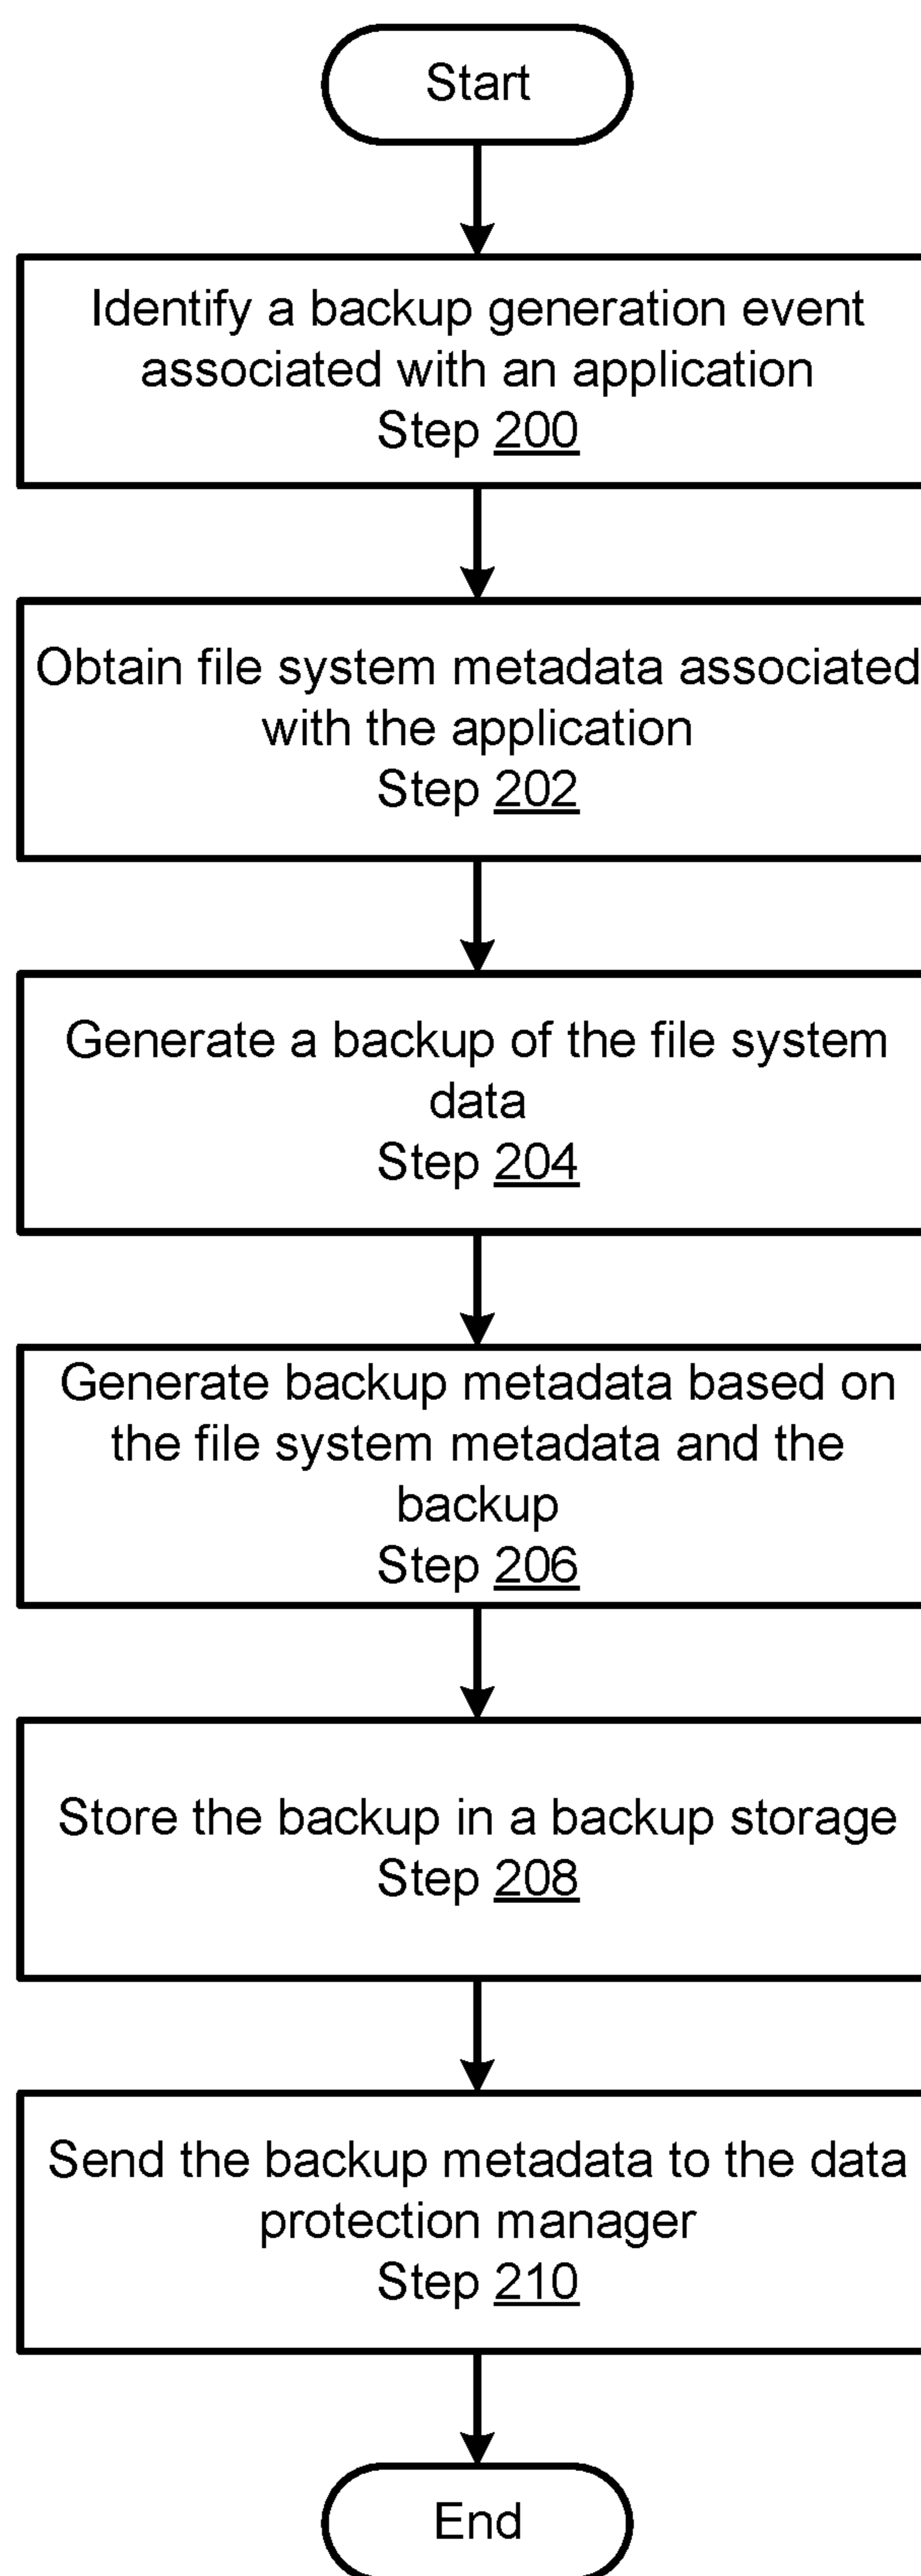 Start
Identify a backup generation event
associated with an application
Step 200
Obtain file system metadata associated
with the application
Step 202
Generate a backup of the file system
data
Step 204
Generate backup metadata based on
the file system metadata and the
backup
Step 206
Store the backup in a backup storage
Step 208
Send the backup metadata to the data
protection manager
Step 210
End